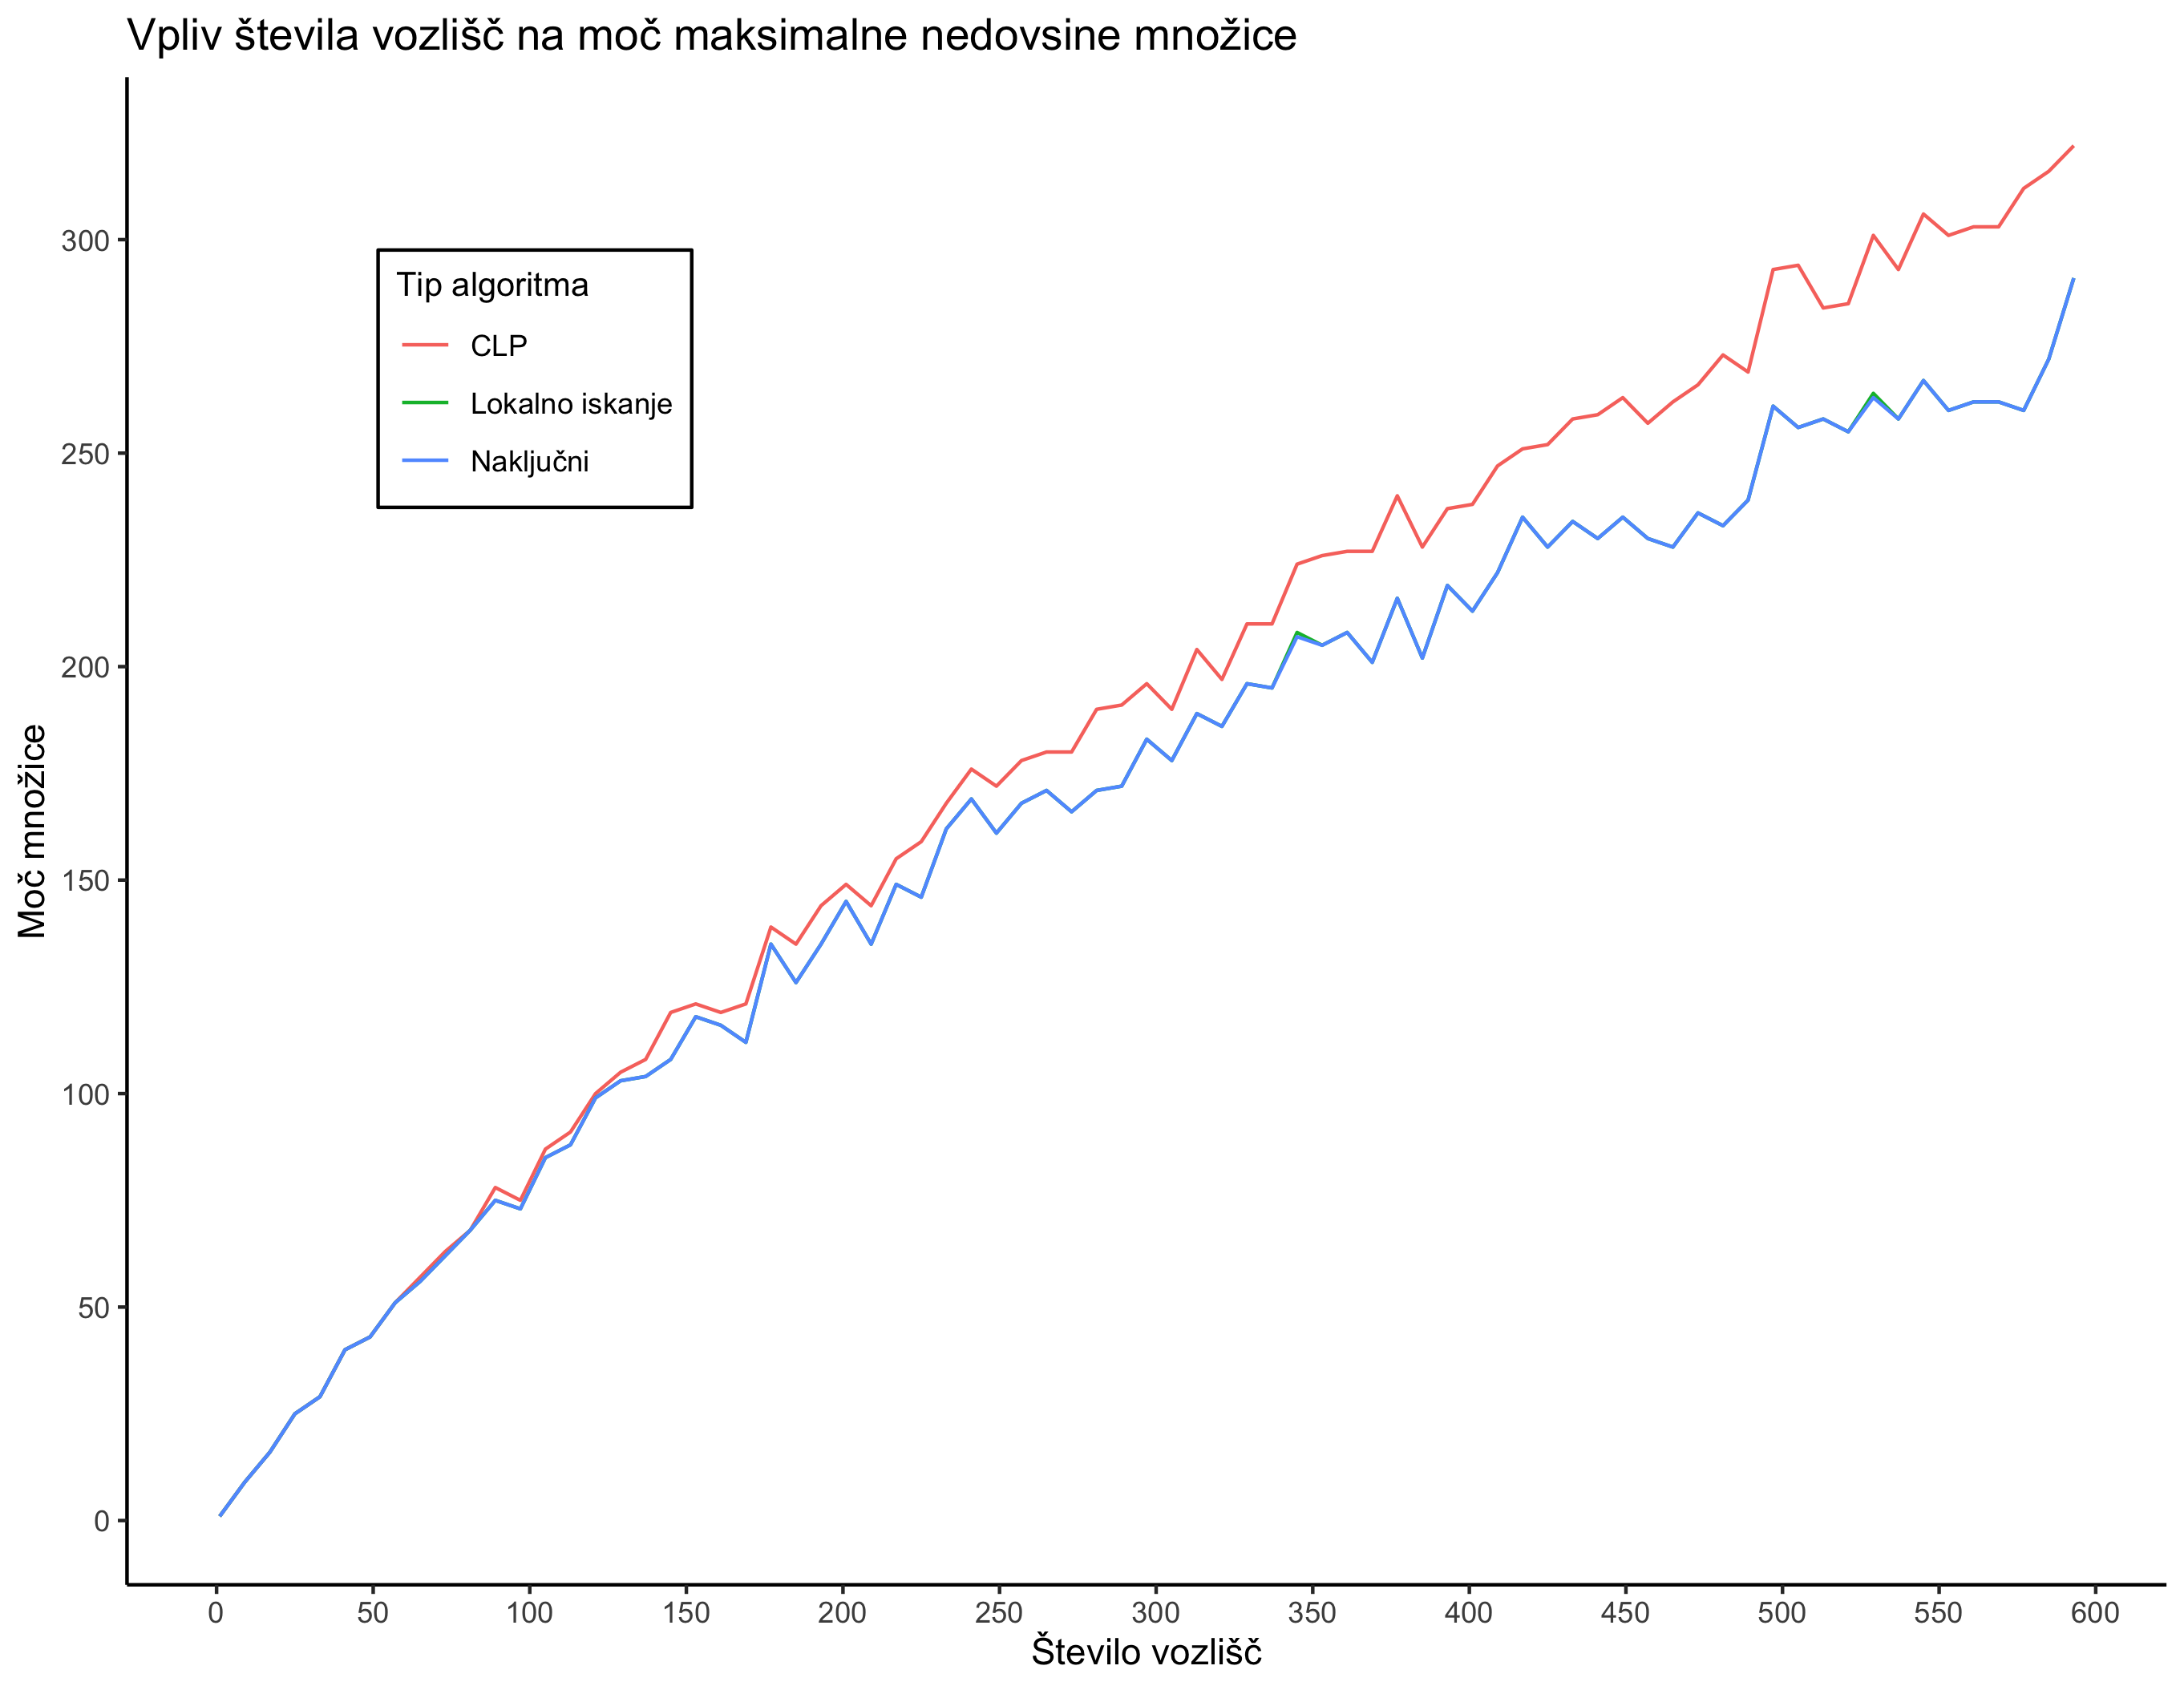 Vpliv števila vozlišč na moč maksimalne nedovsine množice
Tip algoritma
CLP
Lokalno iskanje
Naključni
Moč množice
300
250
200
150
100
50
0
0 50 100 150 200 250 300 350 400 450 500 550 600
Število vozlišč